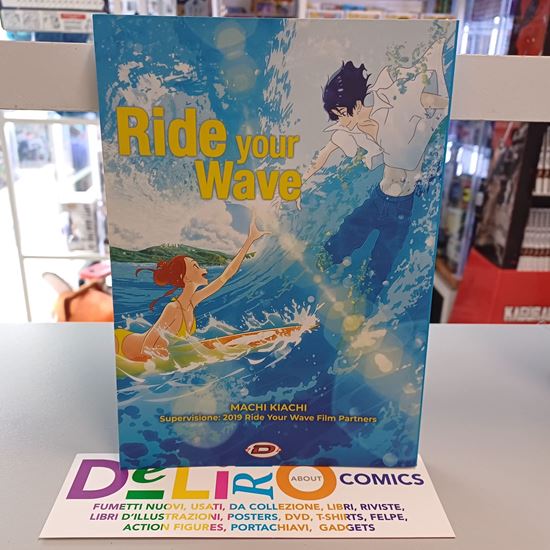 Ride your
Wave
MACHI KIACHI
Supervisione: 2019 Ride Your Wave Film Partners
D
DeLiRO ABOUT COMICS
FUMETTI NUOVI, USATI, DA COLLEZIONE, LIBRI, RIVISTE,
LIBRI D'ILLUSTRAZIONI, POSTERS, DVD, T-SHIRTS, FELPE,
ACTION FIGURES, PORTACHIAVI, GADGETS